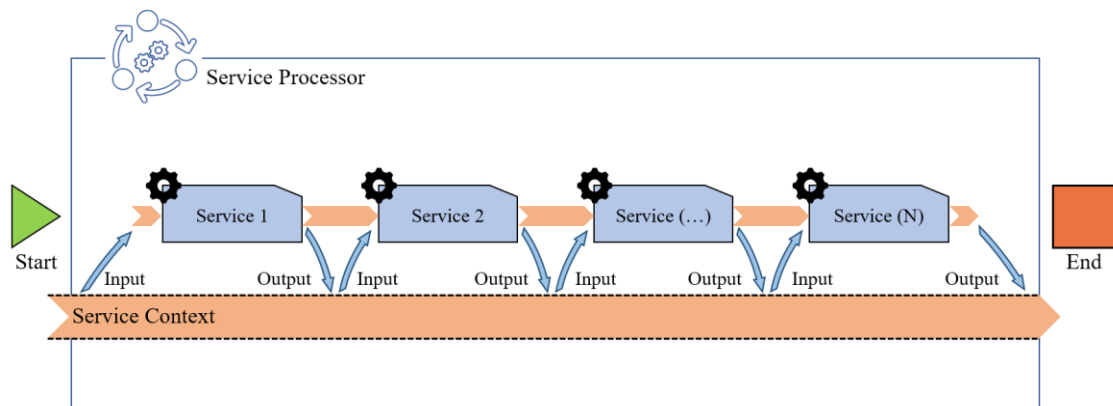 Service Processor
Service 1
Service 2
Service (…)
Service (N)
Start
End
Input
Output
Input
Output
Input
Output
Input
Output
Service Context